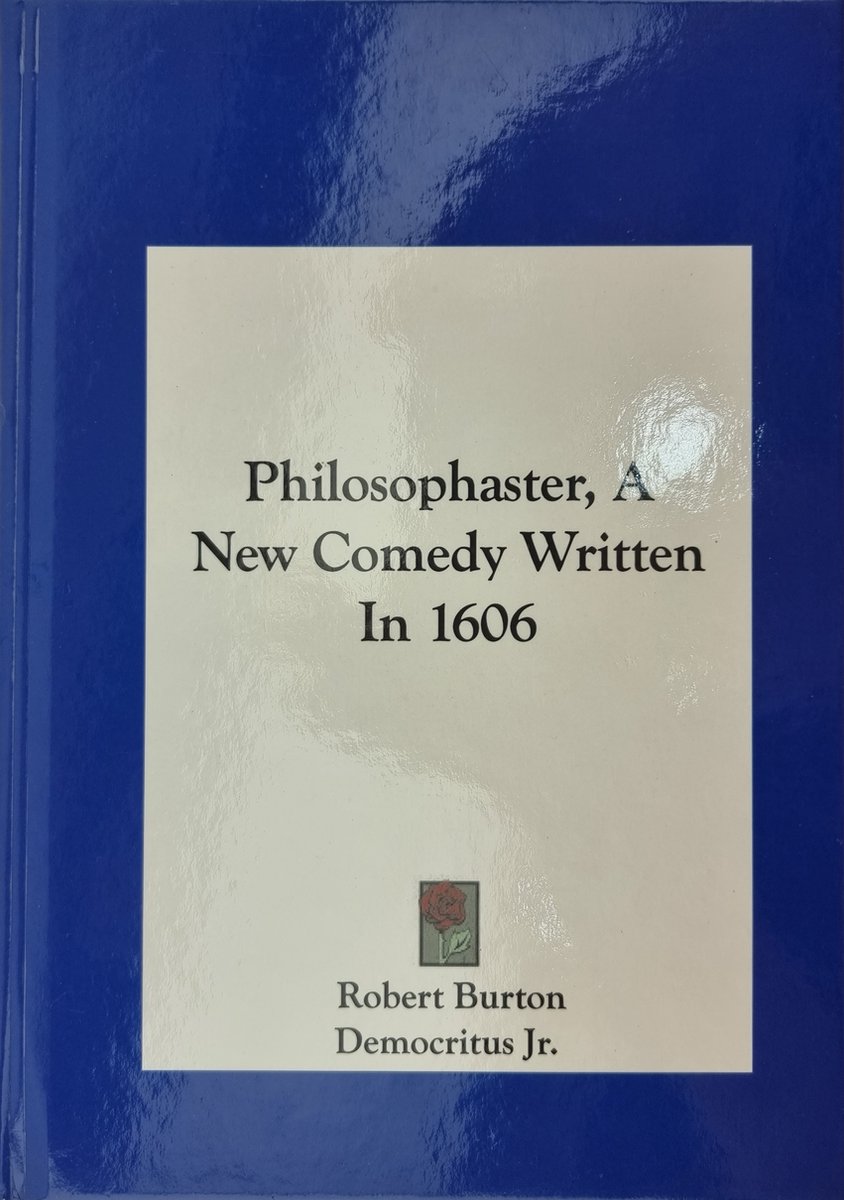 Philosophaster, A
New Comedy Written
In 1606
Robert Burton
Democritus Jr.